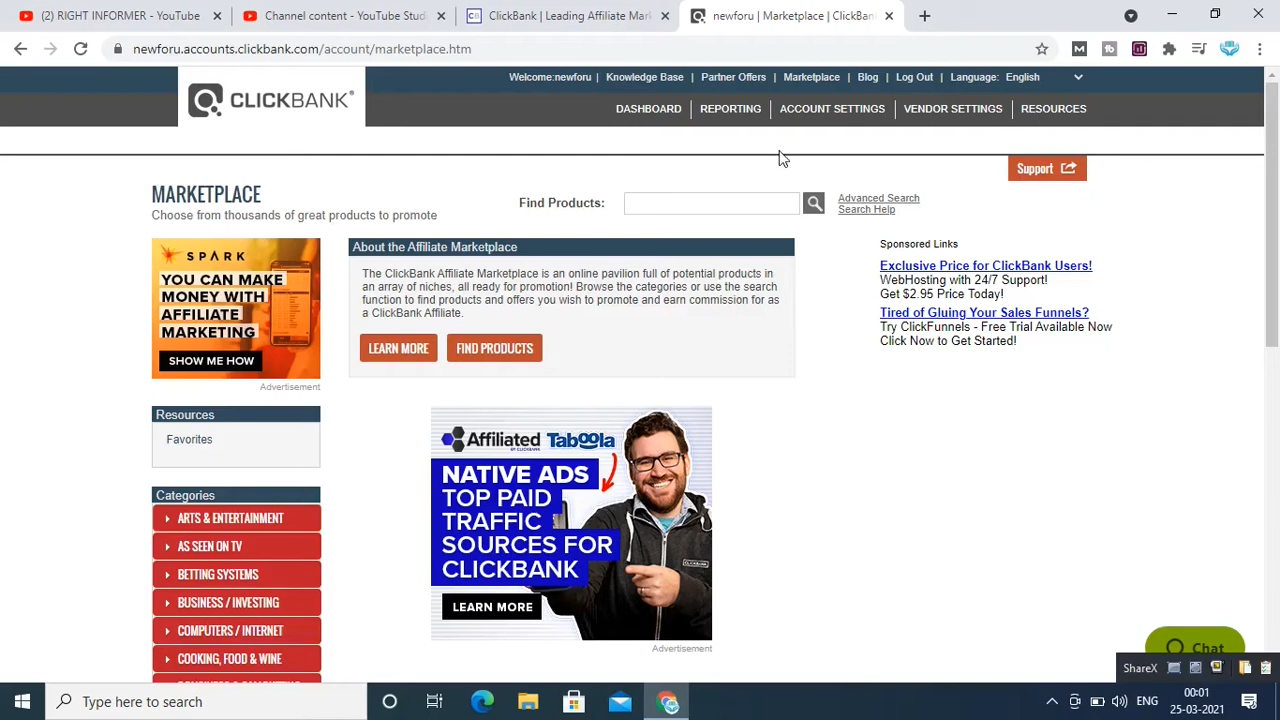 (2) RIGHT INFORMER - YouTube
Channel content - YouTube Stud
ClickBank | Leading Affiliate Mar
newforu | Marketplace | ClickBan
newforu.accounts.clickbank.com/account/marketplace.htm
Welcome:newforu | Knowledge Base | Partner Offers | Marketplace | Blog | Log Out | Language: English
CLICKBANK®
DASHBOARD | REPORTING | ACCOUNT SETTINGS | VENDOR SETTINGS | RESOURCES
Support
MARKETPLACE
Choose from thousands of great products to promote
Find Products:
Advanced Search
Search Help
SPARK
YOU CAN MAKE
MONEY WITH
AFFILIATE
MARKETING
SHOW ME HOW
Advertisement
About the Affiliate Marketplace
The ClickBank Affiliate Marketplace is an online pavilion full of potential products in
an array of niches, all ready for promotion! Browse the categories or use the search
function to find products and offers you wish to promote and earn commission for as
a ClickBank Affiliate.
LEARN MORE
FIND PRODUCTS
Sponsored Links
Exclusive Price for ClickBank Users!
WebHosting with 24/7 Support!
Get $2.95 Price Today!
Tired of Gluing Your Sales Funnels?
Try ClickFunnels - Free Trial Available Now
Click Now to Get Started!
Resources
Favorites
Categories
ARTS & ENTERTAINMENT
AS SEEN ON TV
BETTING SYSTEMS
BUSINESS / INVESTING
COMPUTERS / INTERNET
COOKING, FOOD & WINE
Affiliated
BY CLICKBANK
Taboola
NATIVE ADS
TOP PAID
TRAFFIC
SOURCES FOR
CLICKBANK
LEARN MORE
CLICKBANK
Advertisement
Chat
ShareX
Type here to search
ENG
00:01
25-03-2021